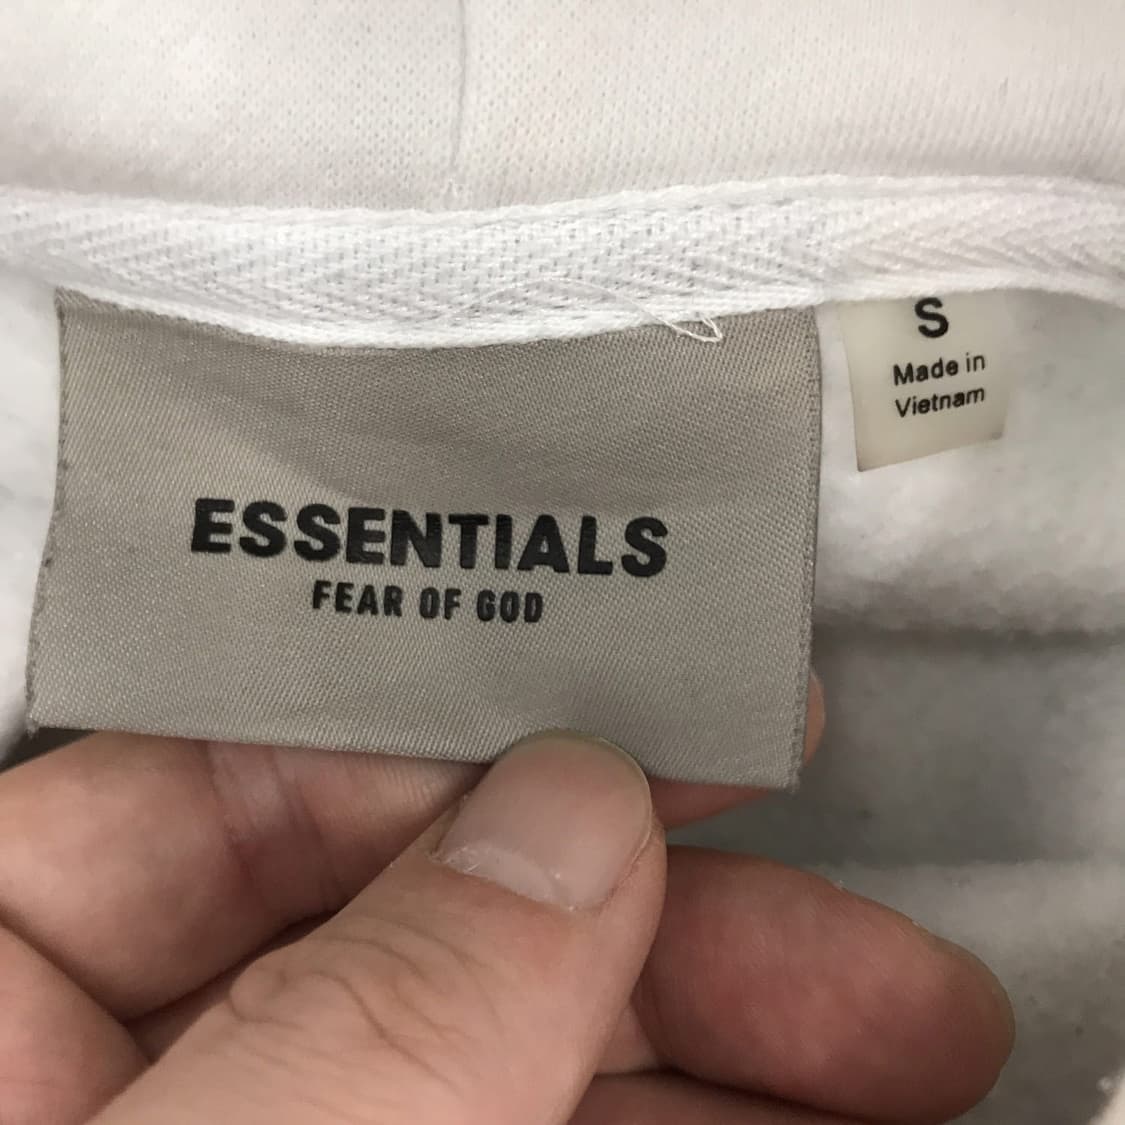 ESSENTIALS
FEAR OF GOD
S
Made in
Vietnam